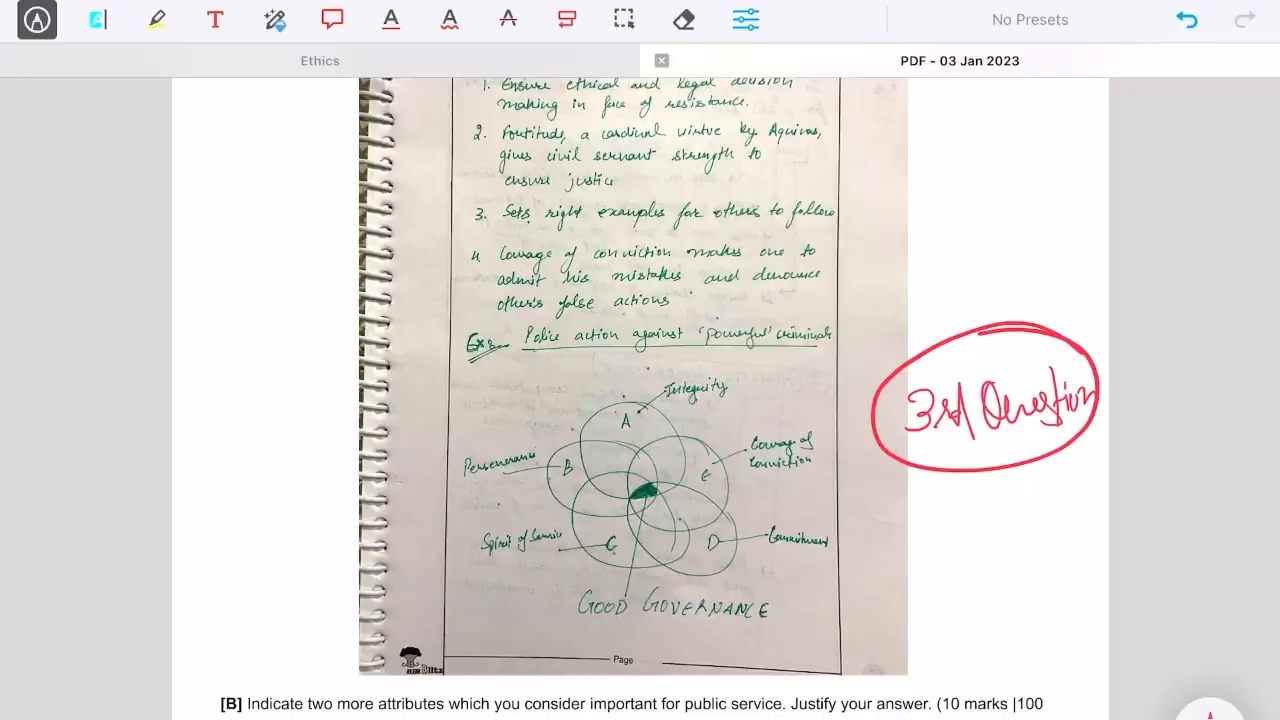 No Presets
Ethics
PDF - 03 Jan 2023
1. Ensure ethical and legal decision
making in face of resistance.
2. Fortitude, a cardinal virtue by Aquinas,
gives civil servant strength to
ensure justice
3. Sets right examples for others to follow
4. Courage of conviction makes one to
admit his mistakes and denounce
other's false actions
Ex: Police action against 'powerful' criminals
Integrity
A
3rd Question
Courage of
Conviction
Perseverance
B
E
Spirit of Service
C
D
Commitment
GOOD GOVERNANCE
Page
[B] Indicate two more attributes which you consider important for public service. Justify your answer. (10 marks |100